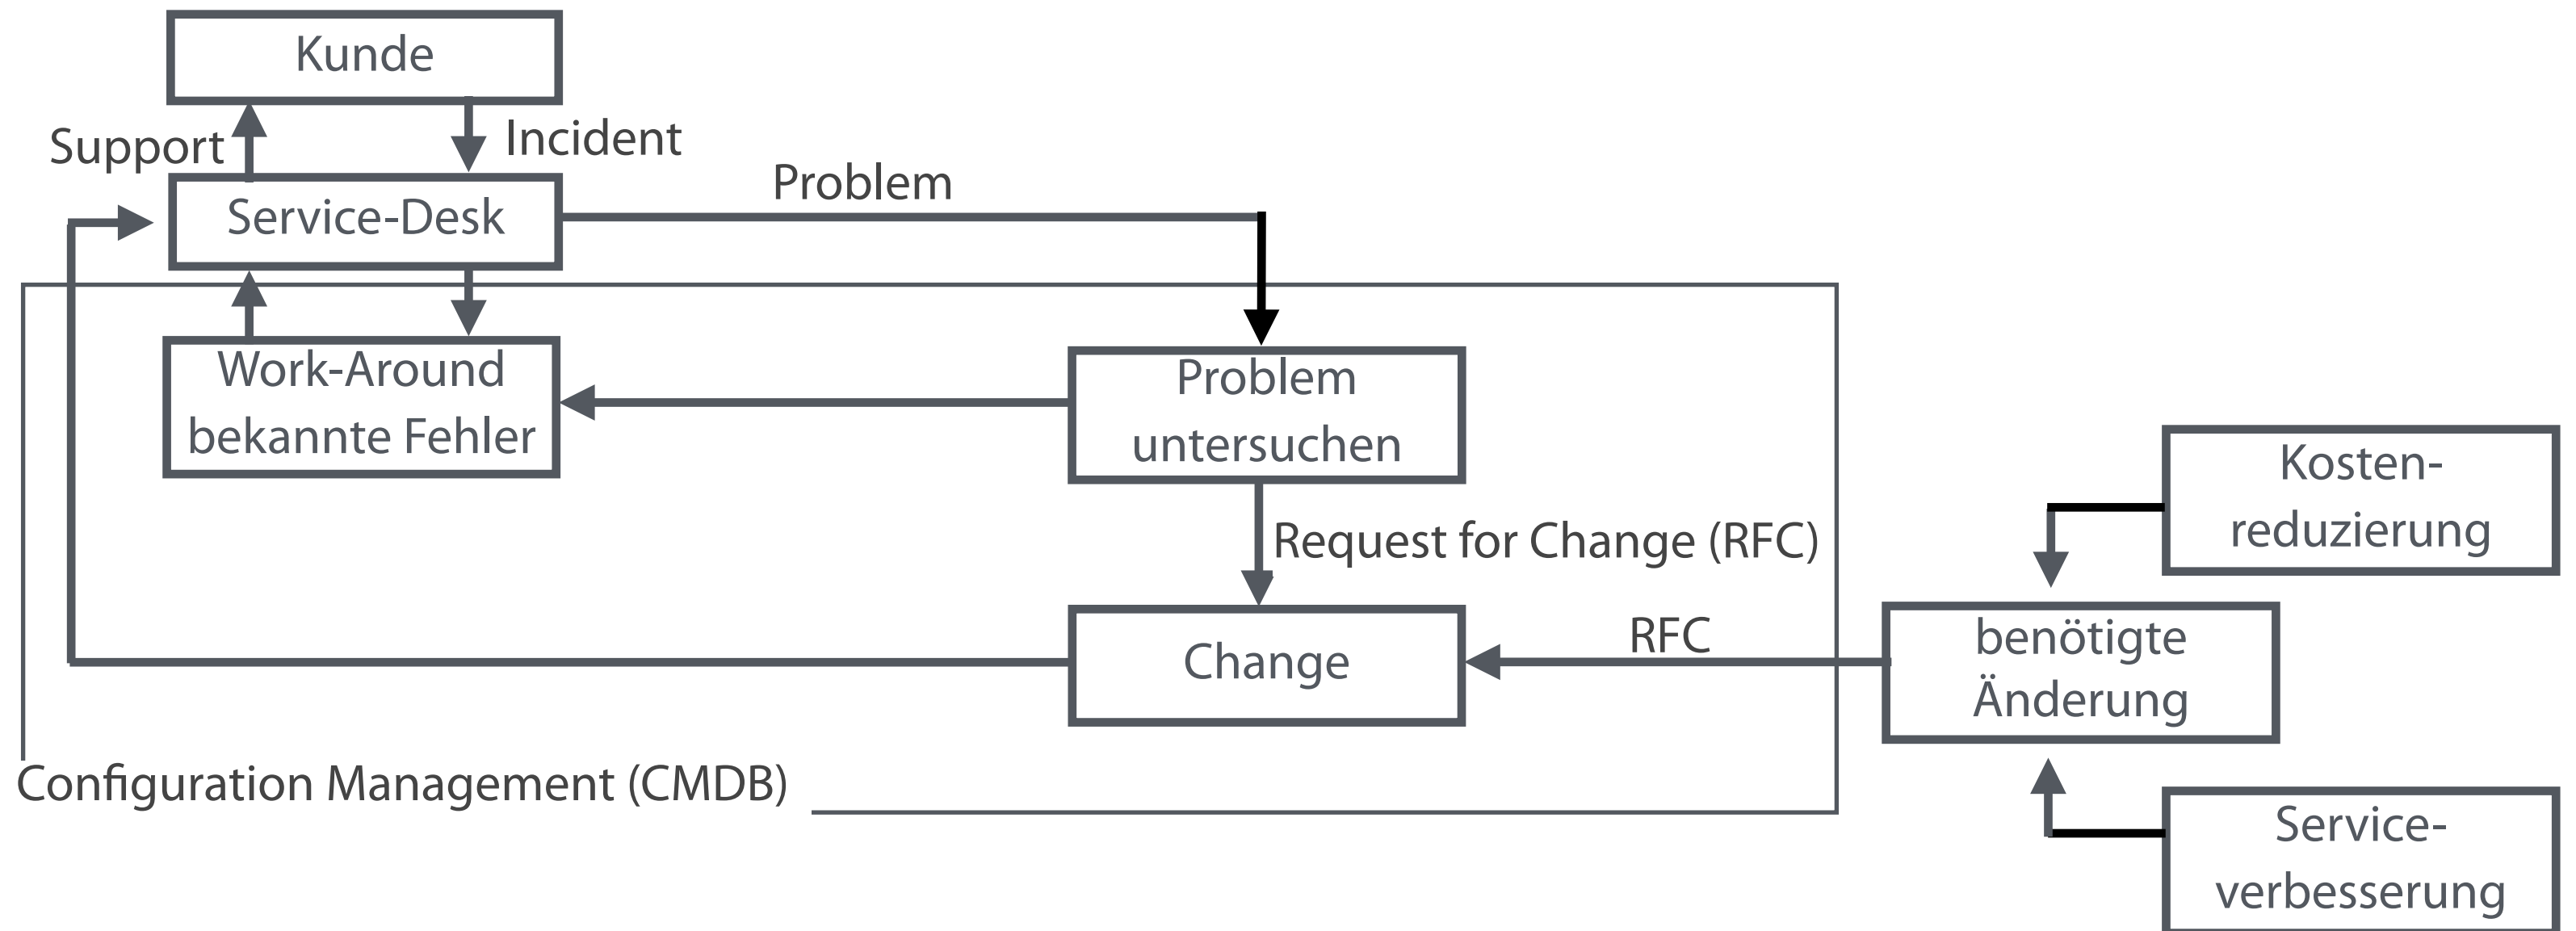 Kunde
Support
Incident
Problem
Service-Desk
Work-Around
bekannte Fehler
Problem
untersuchen
Kosten-
reduzierung
Request for Change (RFC)
RFC
Change
benötigte
Änderung
Configuration Management (CMDB)
Service-
verbesserung